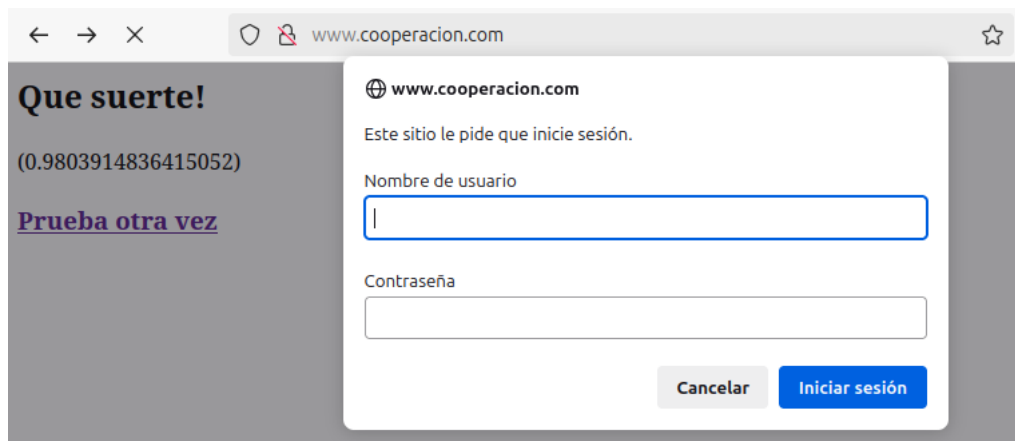 www.cooperacion.com
Que suerte!
(0.9803914836415052)
Prueba otra vez
www.cooperacion.com
Este sitio le pide que inicie sesión.
Nombre de usuario
Contraseña
Cancelar
Iniciar sesión